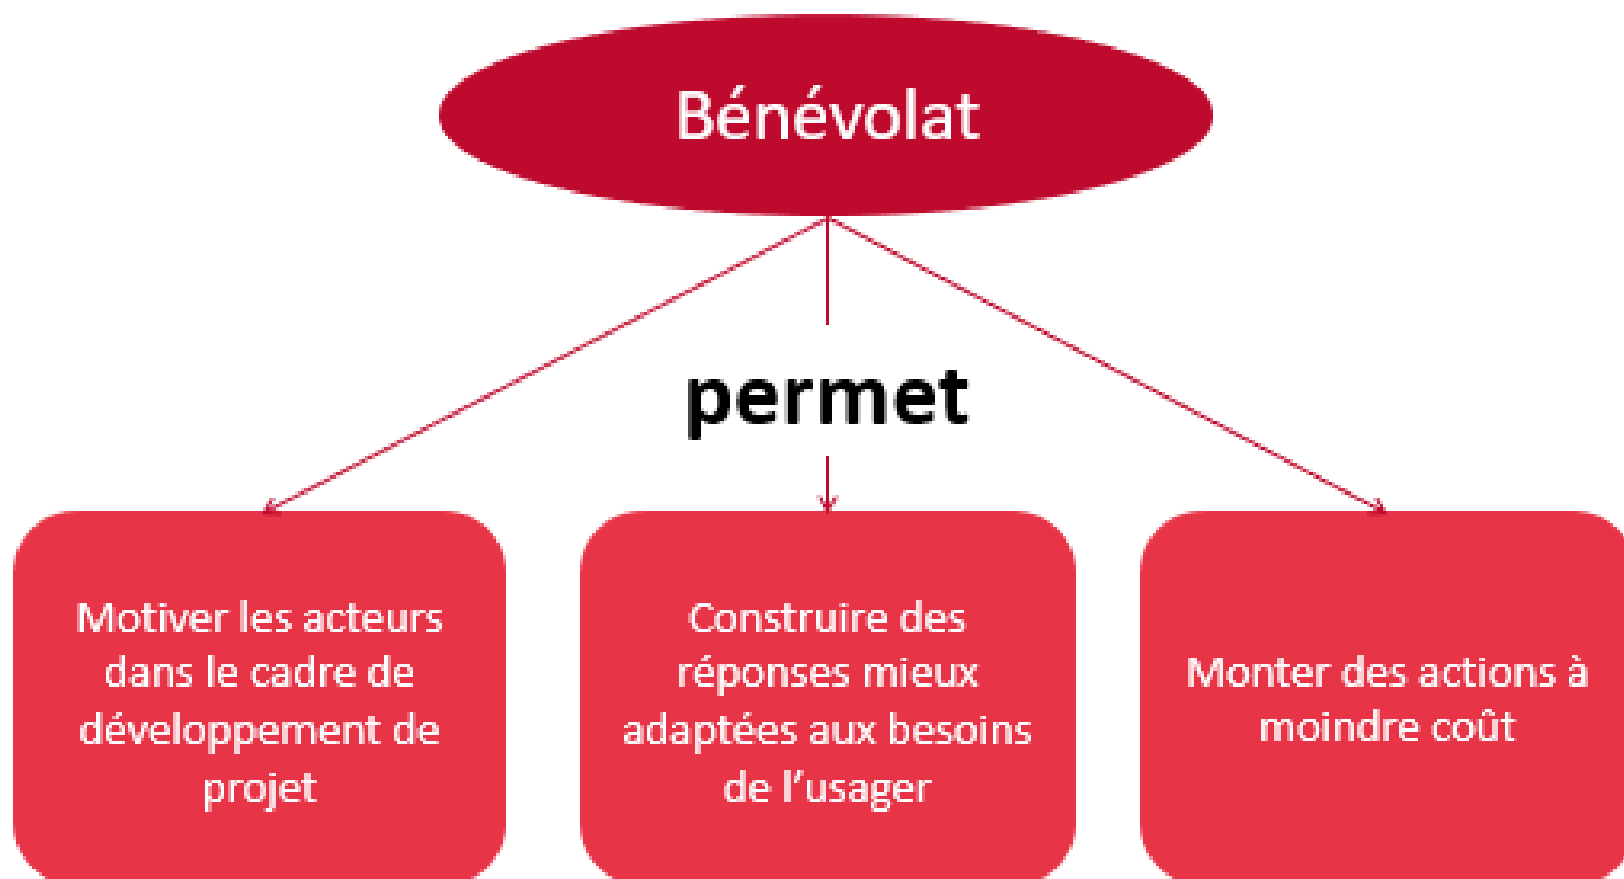 Bénévolat
permet
Motiver les acteurs
dans le cadre de
développement de
projet
Construire des
réponses mieux
adaptées aux besoins
de l'usager
Monter des actions à
moindre coût